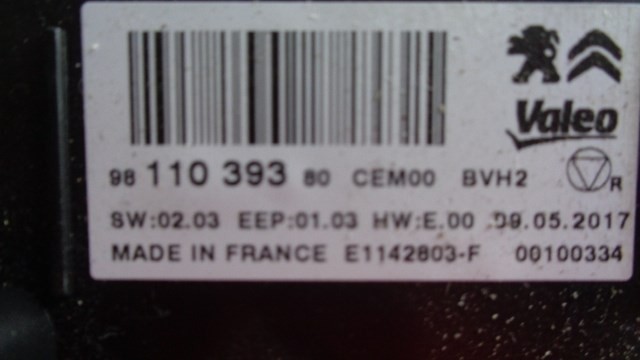 Valeo
98 110 393 80 CEM00 BVH2 R
SW:02.03 EEP:01.03 HW:E.00 09.05.2017
MADE IN FRANCE E1142803-F 00100334